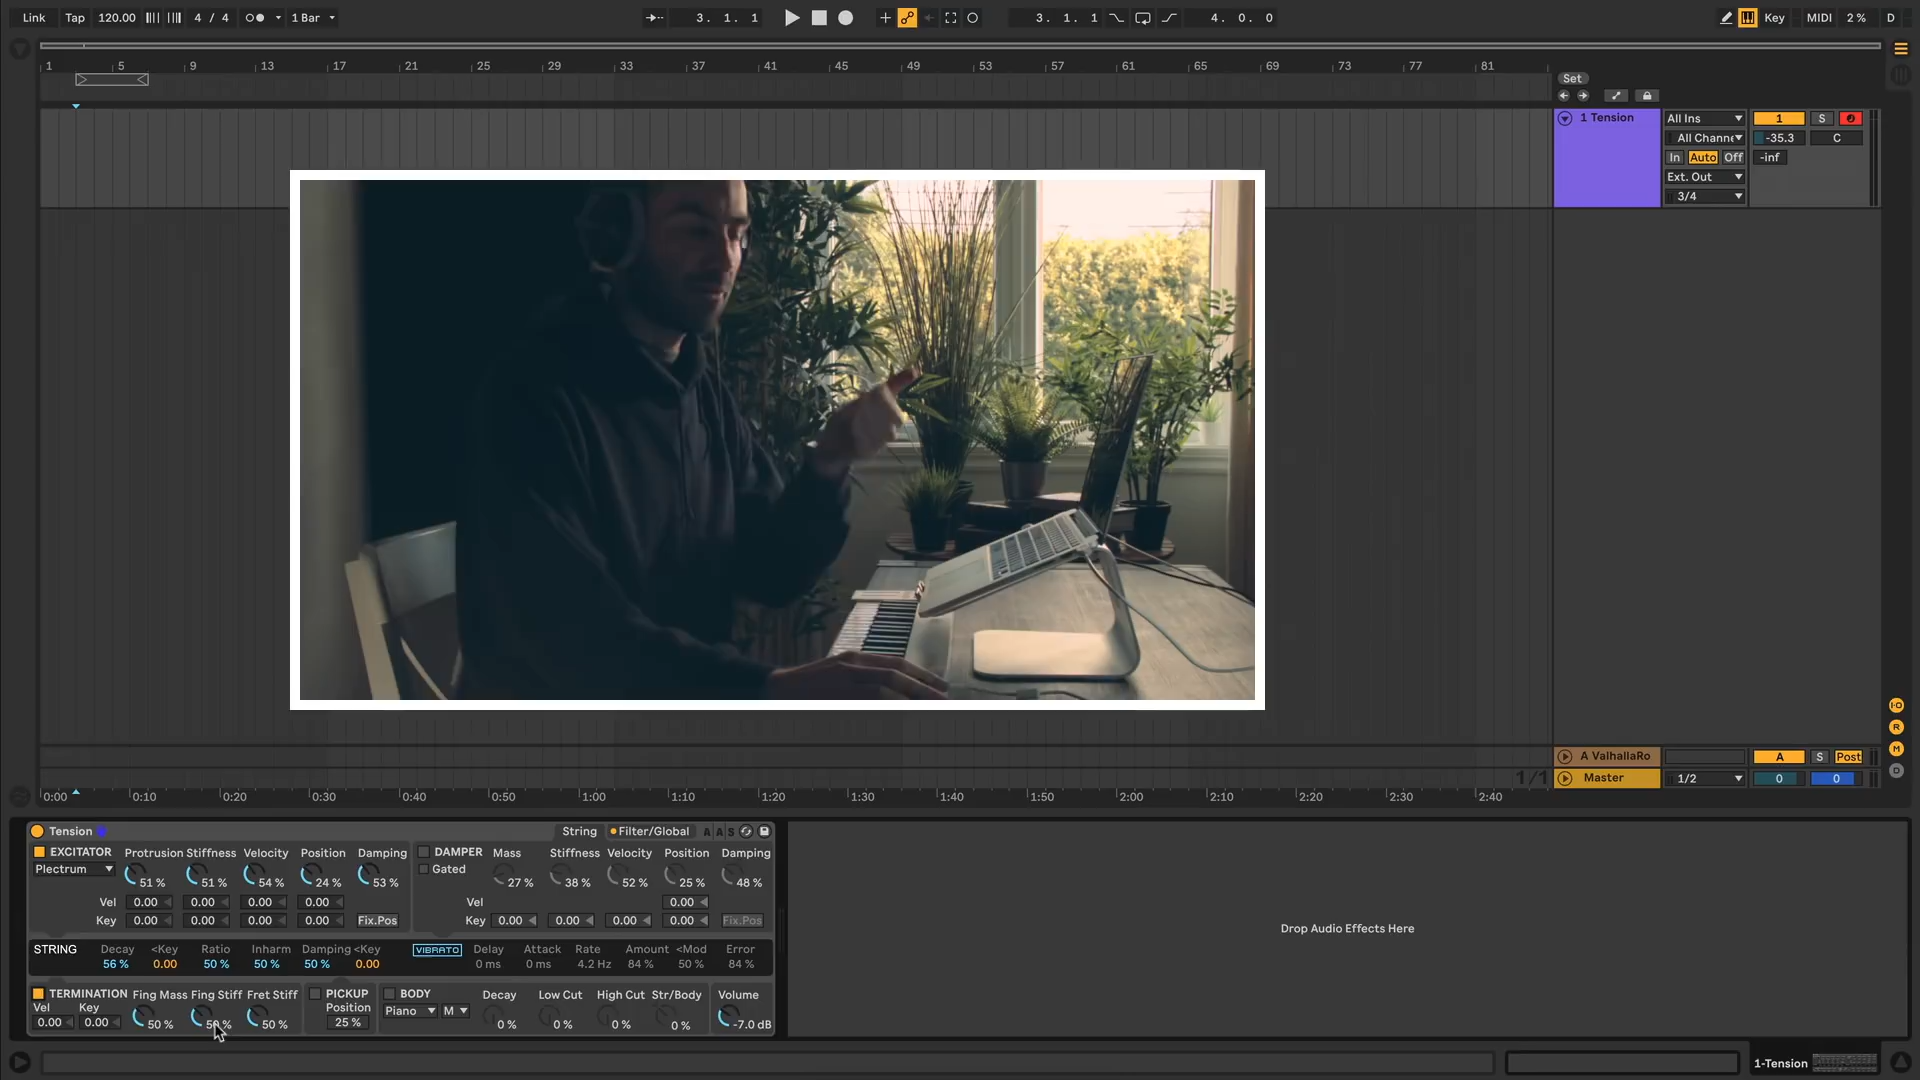 Link Tap 120.00 4 / 4 1 Bar 3. 1. 1 3. 1. 1 4. 0. 0 Key MIDI 2 % D
1 5 9 13 17 21 25 29 33 37 41 45 49 53 57 61 65 69 73 77 81
Set
1 Tension All Ins 1 S
All Channe -35.3 C
In Auto Off -inf
Ext. Out
3/4
A ValhallaRo A S Post
1/1 Master 1/2 0 0
0:00 0:10 0:20 0:30 0:40 0:50 1:00 1:10 1:20 1:30 1:40 1:50 2:00 2:10 2:20 2:30 2:40
Tension String Filter/Global A A S
EXCITATOR Protrusion Stiffness Velocity Position Damping DAMPER Mass Stiffness Velocity Position Damping
Plectrum 51 % 51 % 54 % 24 % 53 % Gated 27 % 38 % 52 % 25 % 48 %
Vel 0.00 0.00 0.00 0.00 Vel 0.00
Key 0.00 0.00 0.00 0.00 Fix.Pos Key 0.00 0.00 0.00 0.00 Fix.Pos
STRING Decay <Key Ratio Inharm Damping <Key VIBRATO Delay Attack Rate Amount <Mod Error
56 % 0.00 50 % 50 % 50 % 0.00 0 ms 0 ms 4.2 Hz 84 % 50 % 84 %
TERMINATION Fing Mass Fing Stiff Fret Stiff PICKUP BODY Decay Low Cut High Cut Str/Body Volume
Vel Key Position Piano M
0.00 0.00 50 % 50 % 50 % 25 % 0 % 0 % 0 % 0 % -7.0 dB
Drop Audio Effects Here
1-Tension
I·O
R
M
D